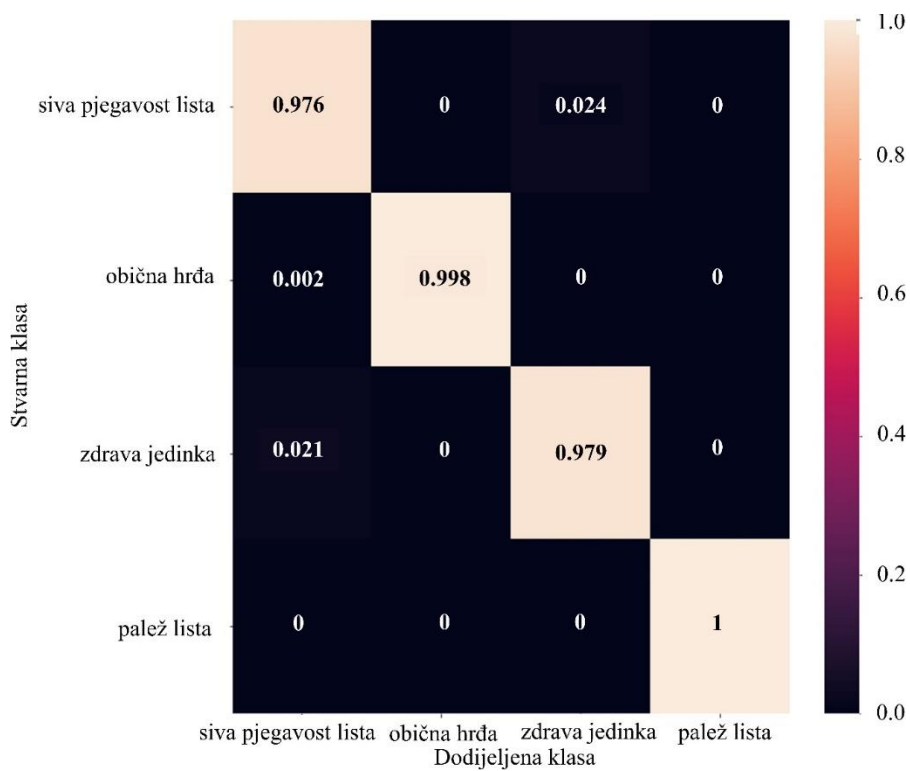 1.0
siva pjegavost lista 0.976 0 0.024 0
0.8
obična hrđa 0.002 0.998 0 0
0.6
Stvarna klasa
0.4
zdrava jedinka 0.021 0 0.979 0
0.2
palež lista 0 0 0 1
0.0
siva pjegavost lista obična hrđa zdrava jedinka palež lista
Dodijeljena klasa